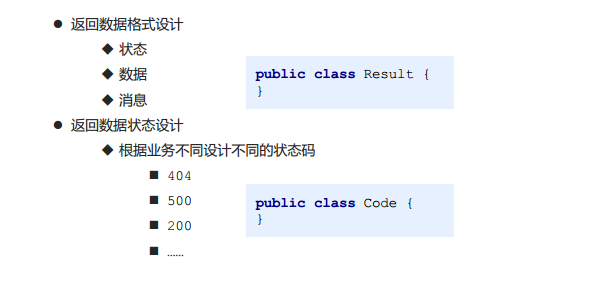 ● 返回数据格式设计
◆ 状态
◆ 数据
◆ 消息
public class Result {
}
● 返回数据状态设计
◆ 根据业务不同设计不同的状态码
■ 404
■ 500
■ 200
■ ……
public class Code {
}